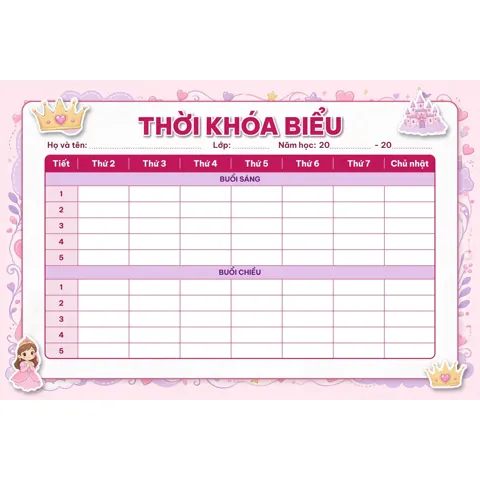 THỜI KHÓA BIỂU
Họ và tên: Lớp: Năm học: 20 - 20
Tiết Thứ 2 Thứ 3 Thứ 4 Thứ 5 Thứ 6 Thứ 7 Chủ nhật
BUỔI SÁNG
1
2
3
4
5
BUỔI CHIỀU
1
2
3
4
5